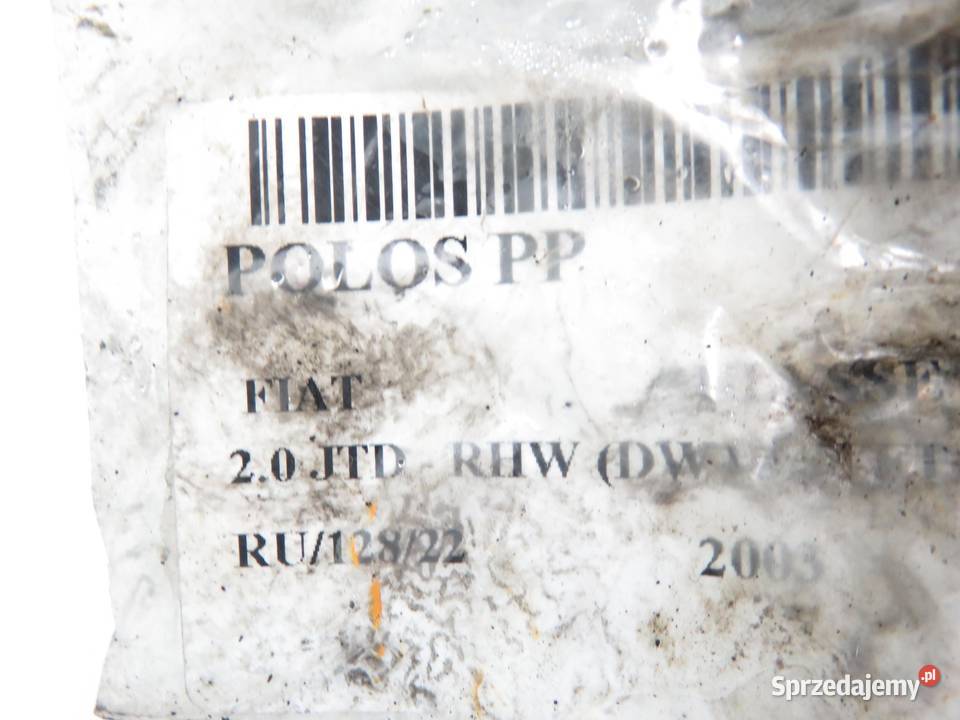 POLOS PP
FIAT
2.0 JTD RHW
RU/128/22 2003
Sprzedajemy.pl